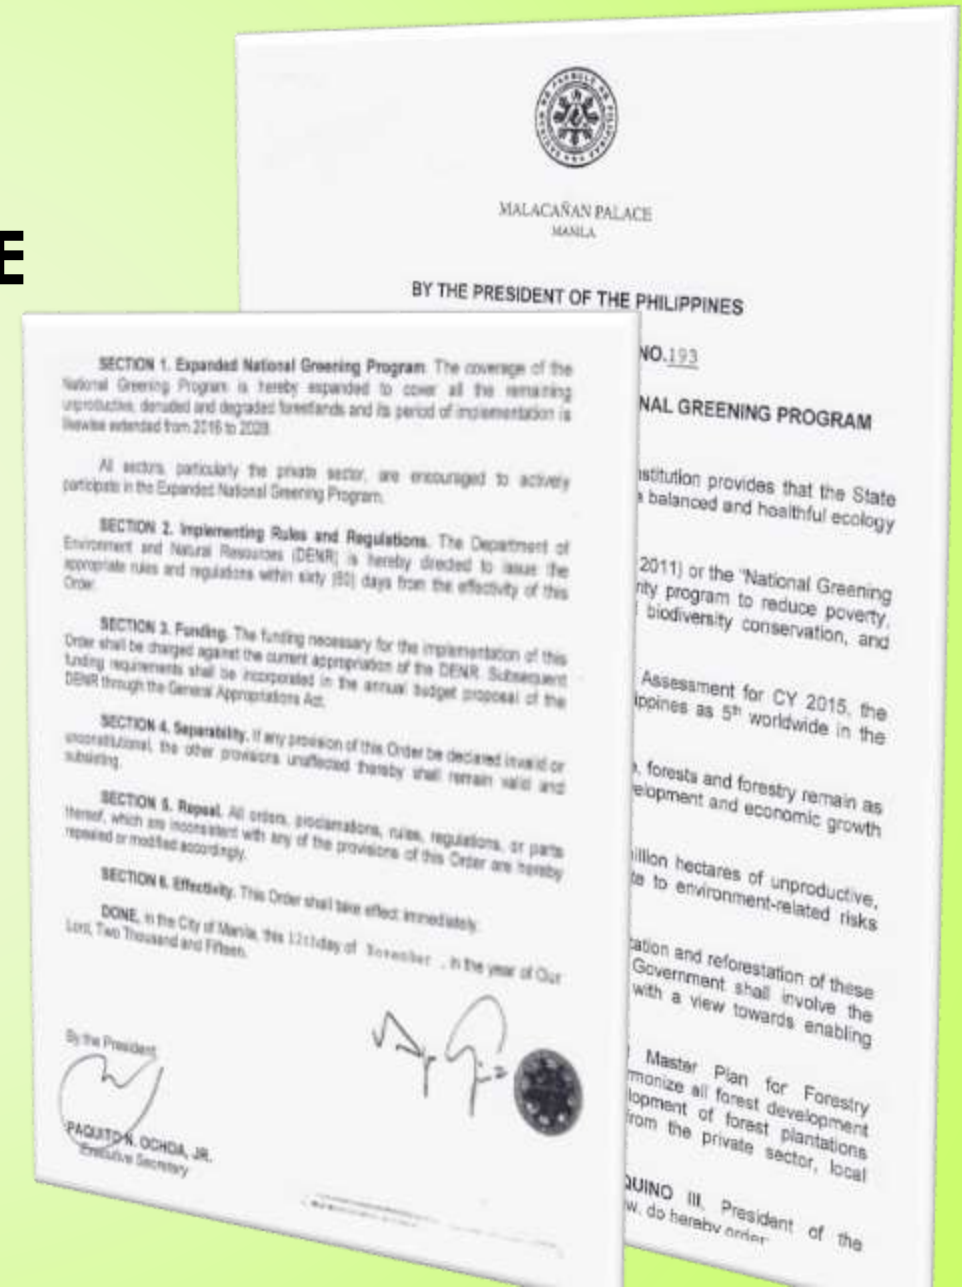 E
MALACAÑAN PALACE
MANILA
BY THE PRESIDENT OF THE PHILIPPINES
NO. 193
NAL GREENING PROGRAM
nstitution provides that the State
a balanced and healthful ecology
2011) or the "National Greening
rity program to reduce poverty,
biodiversity conservation, and
Assessment for CY 2015, the
ippines as 5th worldwide in the
, forests and forestry remain as
elopment and economic growth
illion hectares of unproductive,
te to environment-related risks
ation and reforestation of these
Government shall involve the
with a view towards enabling
Master Plan for Forestry
monize all forest development
lopment of forest plantations
from the private sector, local
QUINO III, President of the
w, do hereby order:
SECTION 1. Expanded National Greening Program. The coverage of the
National Greening Program is hereby expanded to cover all the remaining
unproductive, denuded and degraded forestlands and its period of implementation is
likewise extended from 2016 to 2028.
All sectors, particularly the private sector, are encouraged to actively
participate in the Expanded National Greening Program.
SECTION 2. Implementing Rules and Regulations. The Department of
Environment and Natural Resources (DENR) is hereby directed to issue the
appropriate rules and regulations within sixty (60) days from the effectivity of this
Order.
SECTION 3. Funding. The funding necessary for the implementation of this
Order shall be charged against the current appropriation of the DENR. Subsequent
funding requirements shall be incorporated in the annual budget proposal of the
DENR through the General Appropriations Act.
SECTION 4. Separability. If any provision of this Order be declared invalid or
unconstitutional, the other provisions unaffected thereby shall remain valid and
subsisting.
SECTION 5. Repeal. All orders, proclamations, rules, regulations, or parts
thereof, which are inconsistent with any of the provisions of this Order are hereby
repealed or modified accordingly.
SECTION 6. Effectivity. This Order shall take effect immediately.
DONE, in the City of Manila, this 12th day of November , in the year of Our
Lord, Two Thousand and Fifteen.
By the President
PAQUITO N. OCHOA, JR.
Executive Secretary